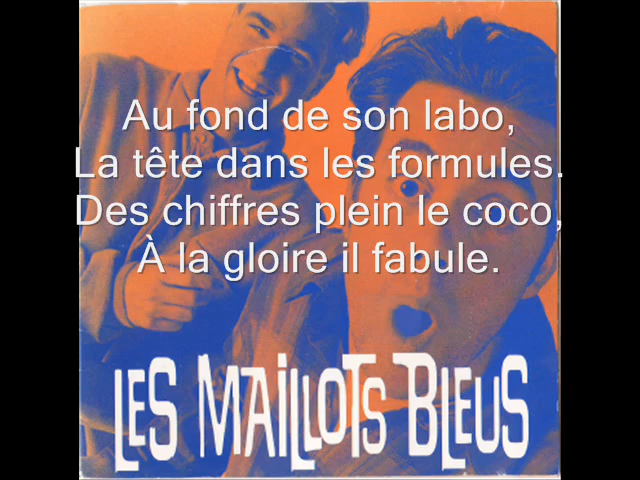 Au fond de son labo,
La tête dans les formules.
Des chiffres plein le coco,
À la gloire il fabule.
LES MAILLOTS BLEUS